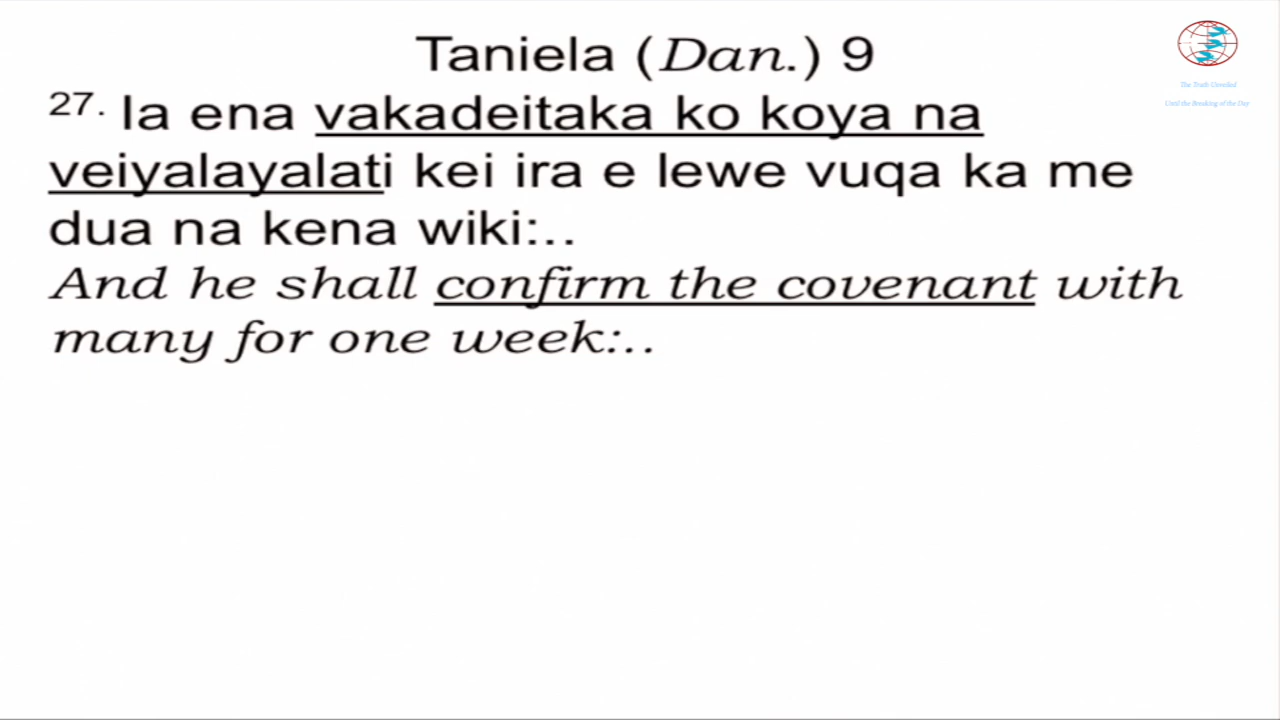 Taniela (Dan.) 9
The Truth Unveiled
Until the Breaking of the Day
27. Ia ena vakadeitaka ko koya na
veiyalayalati kei ira e lewe vuqa ka me
dua na kena wiki:..
And he shall confirm the covenant with
many for one week:..